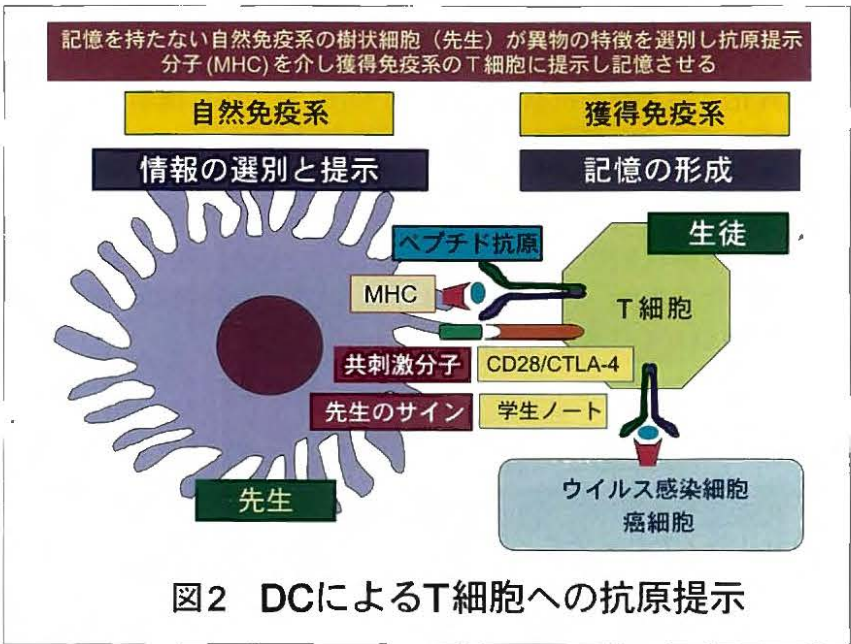 記憶を持たない自然免疫系の樹状細胞（先生）が異物の特徴を選別し抗原提示
分子(MHC)を介し獲得免疫系のT細胞に提示し記憶させる
自然免疫系
獲得免疫系
情報の選別と提示
記憶の形成
生徒
ペプチド抗原
MHC
T細胞
共刺激分子
CD28/CTLA-4
先生のサイン
学生ノート
先生
ウイルス感染細胞
癌細胞
図2 DCによるT細胞への抗原提示